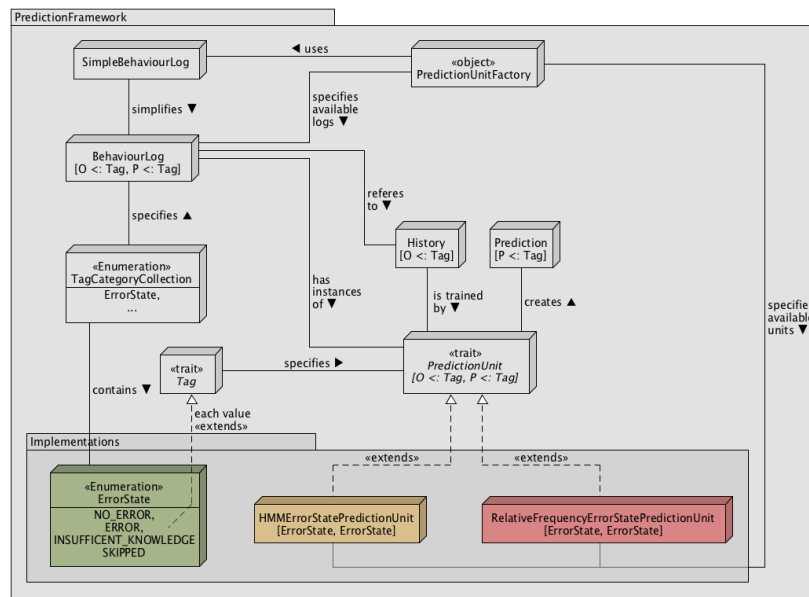 PredictionFramework
SimpleBehaviourLog
◀ uses
«object»
PredictionUnitFactory
simplifies ▼
specifies
available
logs ▼
BehaviourLog
[O <: Tag, P <: Tag]
referes
to ▼
specifies ▲
History
[O <: Tag]
Prediction
[P <: Tag]
«Enumeration»
TagCategoryCollection
ErrorState,
...
has
instances
of ▼
is trained
by ▼
creates ▲
specifie
available
units ▼
«trait»
Tag
specifies ▶
«trait»
PredictionUnit
[O <: Tag, P <: Tag]
contains ▼
each value
«extends»
Implementations
«extends»
«extends»
«Enumeration»
ErrorState
NO_ERROR,
ERROR,
INSUFFICENT_KNOWLEDGE
SKIPPED
HMMErrorStatePredictionUnit
[ErrorState, ErrorState]
RelativeFrequencyErrorStatePredictionUnit
[ErrorState, ErrorState]